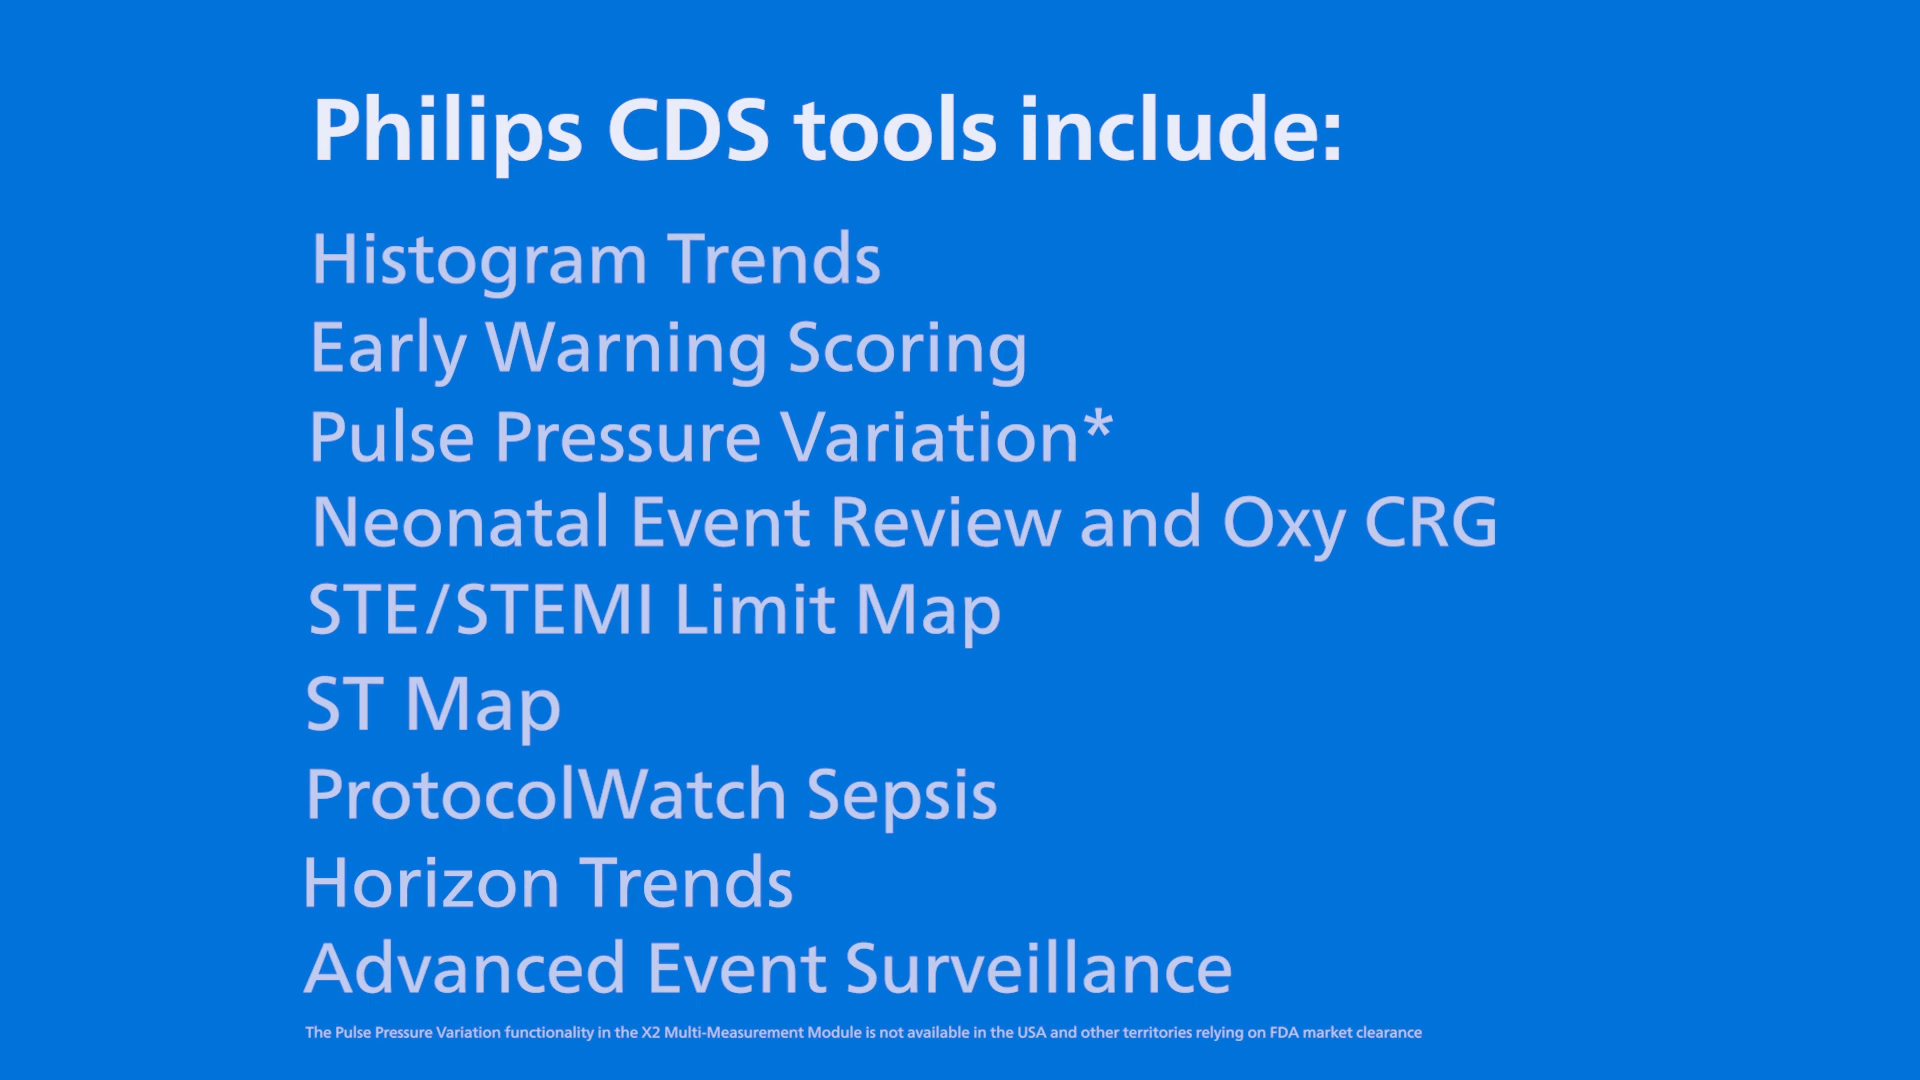 Philips CDS tools include:
Histogram Trends
Early Warning Scoring
Pulse Pressure Variation*
Neonatal Event Review and Oxy CRG
STE/STEMI Limit Map
ST Map
ProtocolWatch Sepsis
Horizon Trends
Advanced Event Surveillance
The Pulse Pressure Variation functionality in the X2 Multi-Measurement Module is not available in the USA and other territories relying on FDA market clearance